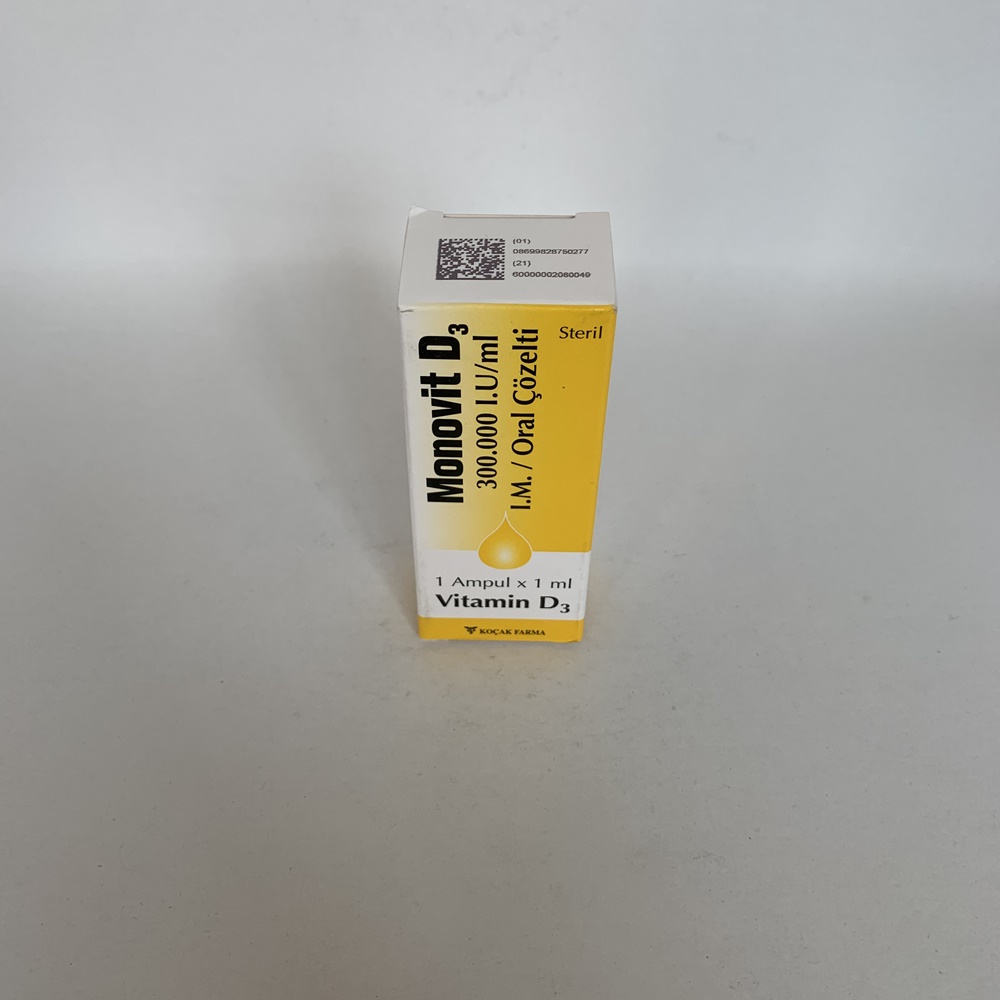 (01)
08699828750277
(21)
60000002080049
Steril
Monovit D3
300.000 I.U/ml
I.M. / Oral Çözelti
1 Ampul x 1 ml
Vitamin D3
KOÇAK FARMA